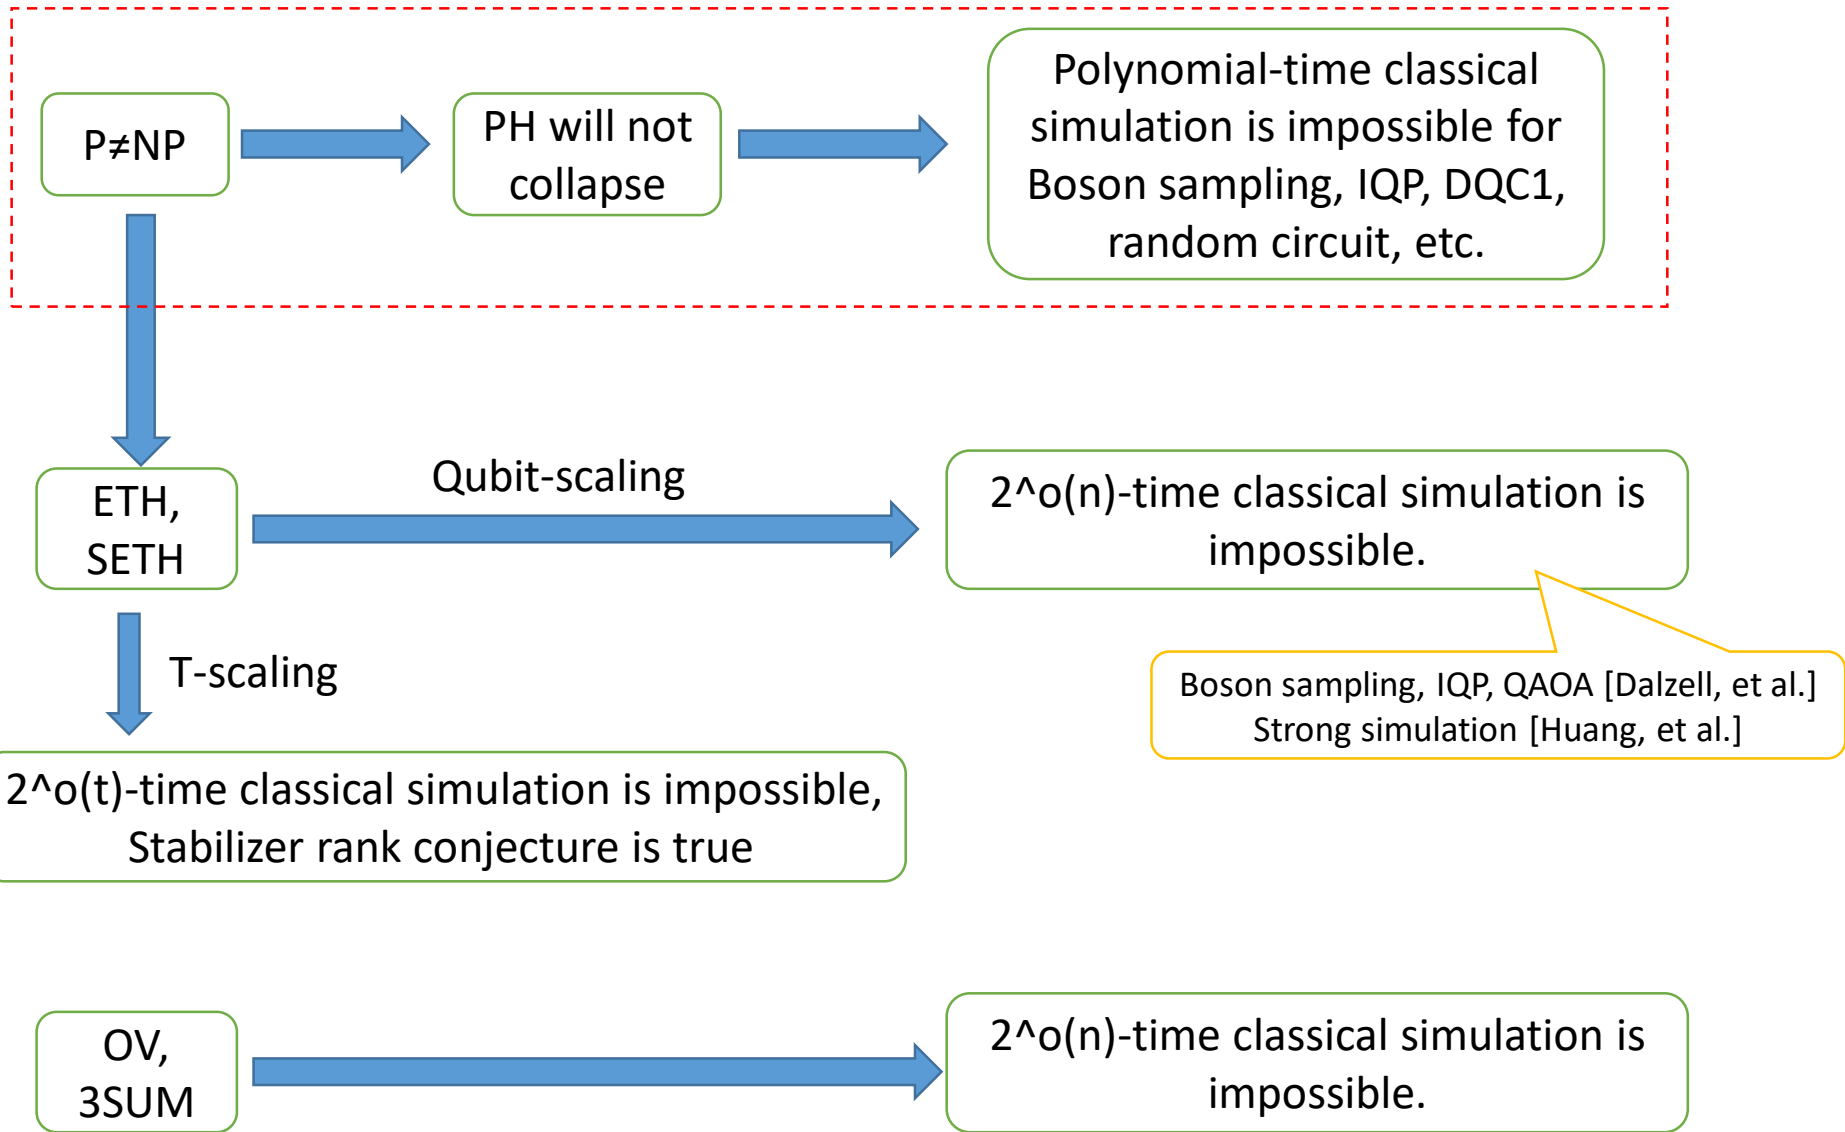 P≠NP
PH will not
collapse
Polynomial-time classical
simulation is impossible for
Boson sampling, IQP, DQC1,
random circuit, etc.
ETH,
SETH
Qubit-scaling
2^o(n)-time classical simulation is
impossible.
T-scaling
Boson sampling, IQP, QAOA [Dalzell, et al.]
Strong simulation [Huang, et al.]
2^o(t)-time classical simulation is impossible,
Stabilizer rank conjecture is true
OV,
3SUM
2^o(n)-time classical simulation is
impossible.